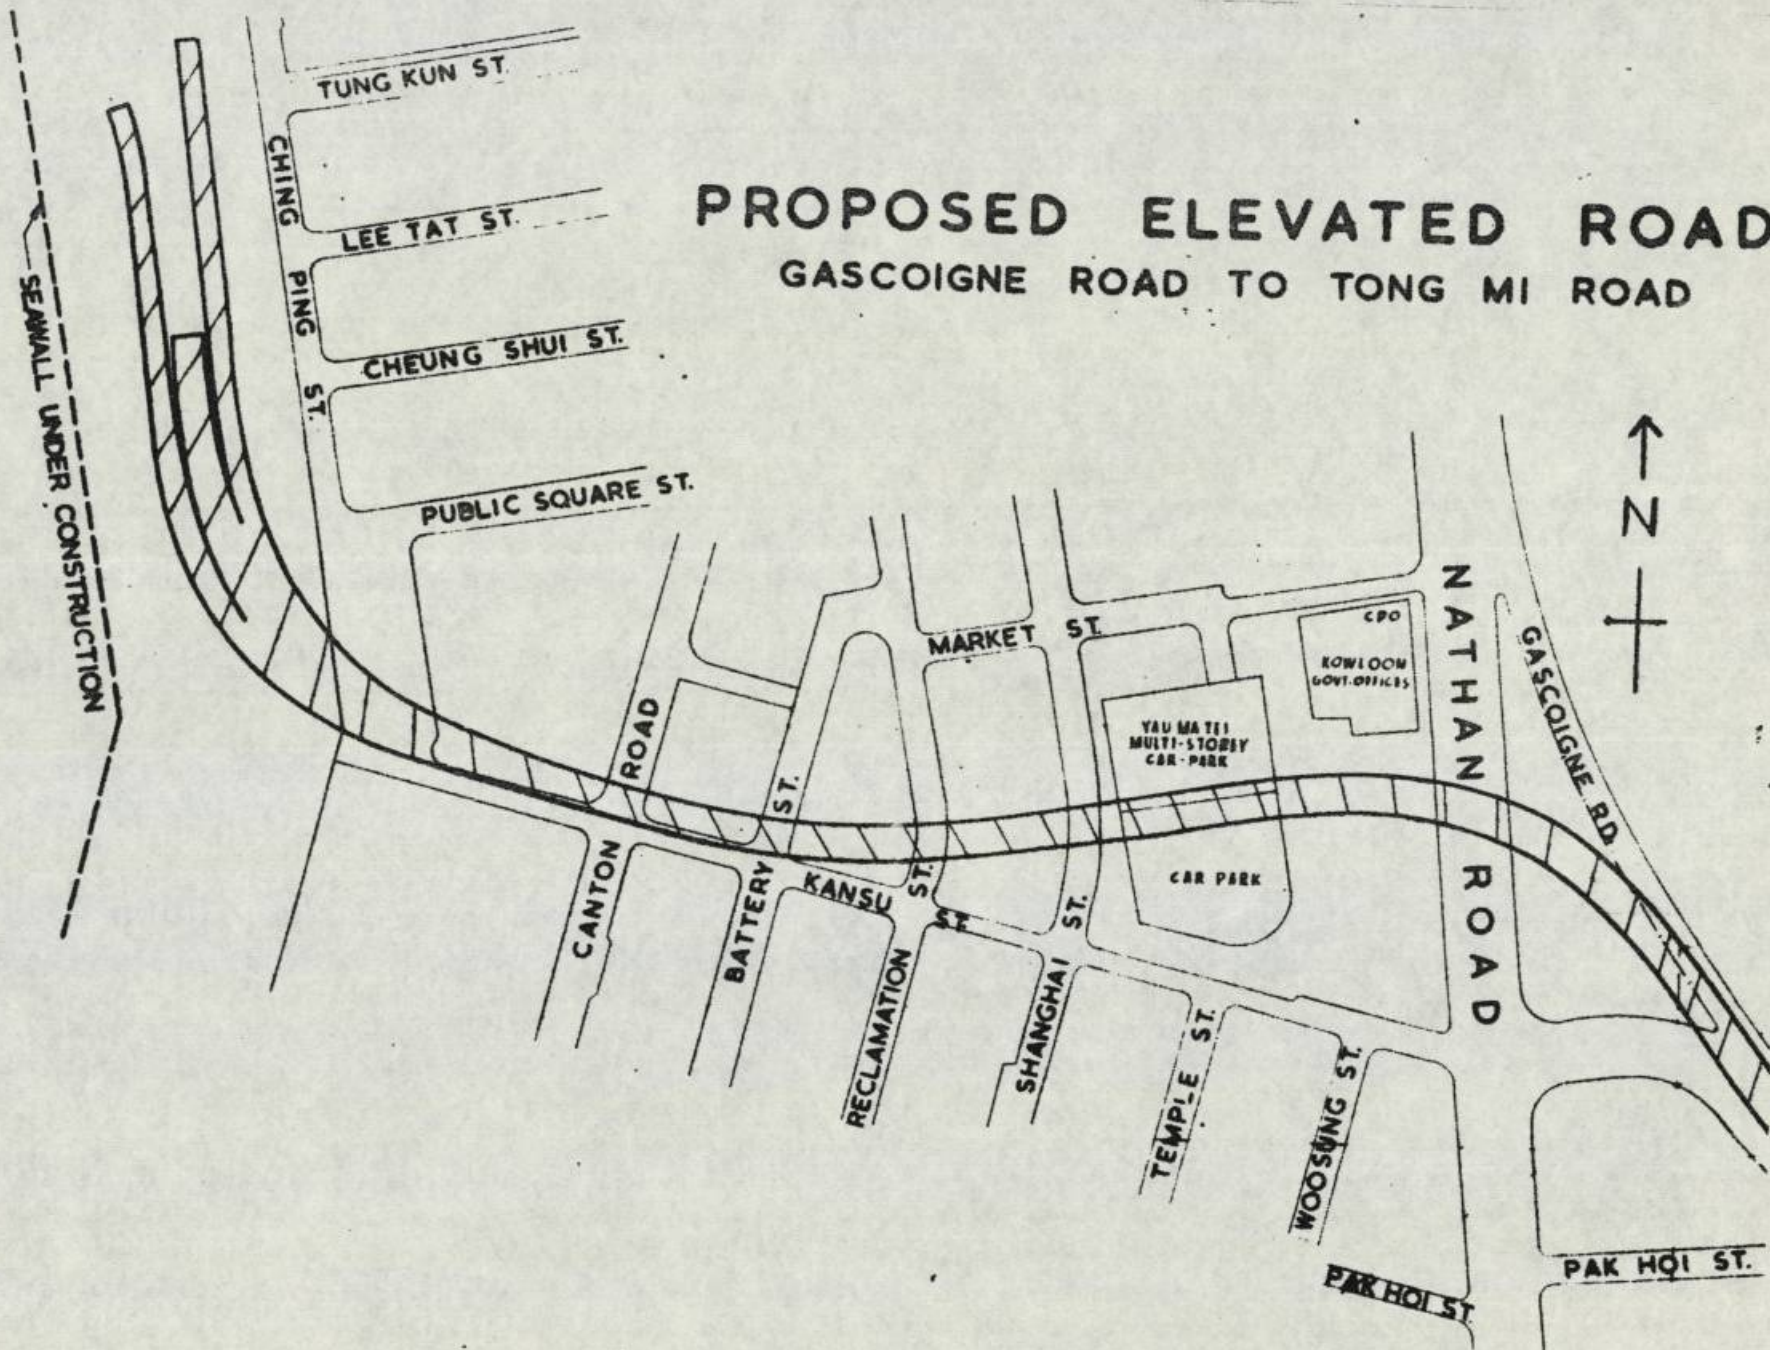 TUNG KUN ST.
CHING PING ST.
LEE TAT ST.
PROPOSED ELEVATED ROAD
GASCOIGNE ROAD TO TONG MI ROAD
SEAWALL UNDER CONSTRUCTION
CHEUNG SHUI ST.
PUBLIC SQUARE ST.
N
MARKET ST.
CPO
KOWLOON
GOVT. OFFICES
NATHAN ROAD
GASCOIGNE RD.
YAU MA TEI
MULTI-STOREY
CAR-PARK
CAR PARK
CANTON ROAD
BATTERY ST.
KANSU ST.
RECLAMATION ST.
SHANGHAI ST.
TEMPLE ST.
WOOSUNG ST.
PAK HOI ST.
PAK HOI ST